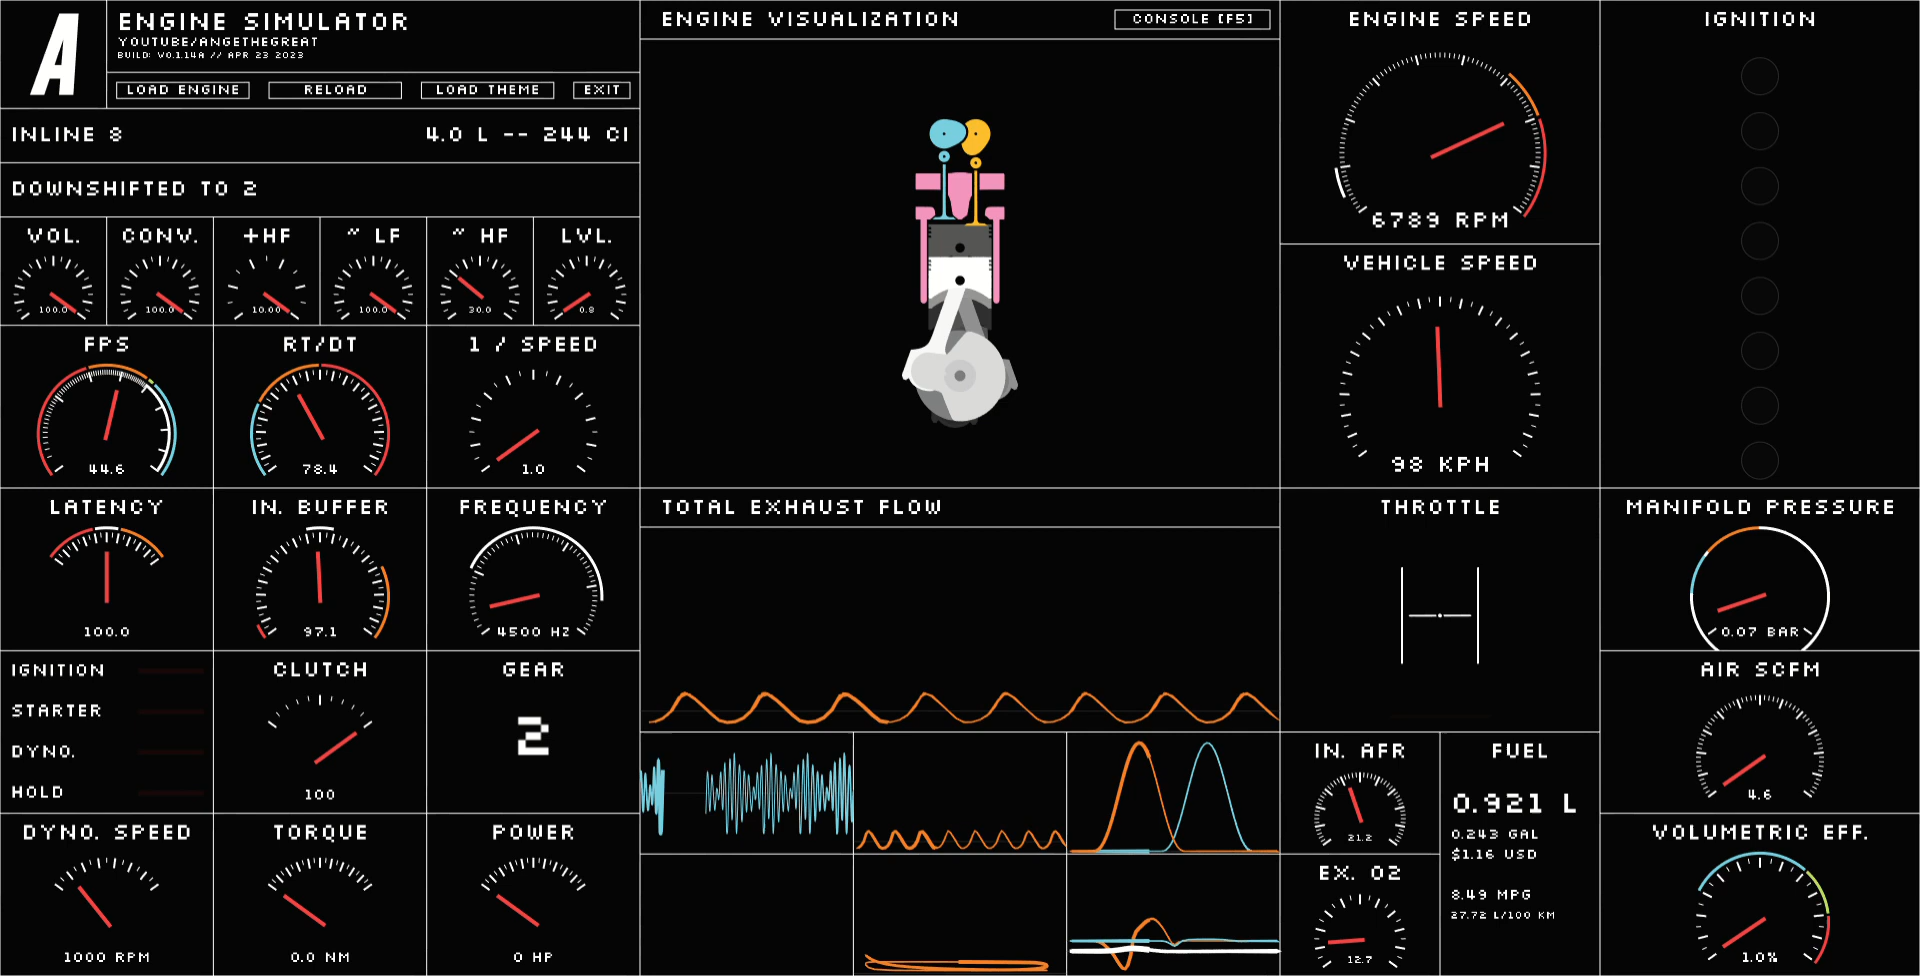 A
ENGINE SIMULATOR
YOUTUBE/ANGETHEGREAT
BUILD: V0.1.14A // APR 23 2023
LOAD ENGINE
RELOAD
LOAD THEME
EXIT
INLINE 8
4.0 L -- 244 CI
DOWNSHIFTED TO 2
VOL.
CONV.
+HF
~ LF
~ HF
LVL.
100.0
100.0
10.00
100.0
30.0
0.8
FPS
RT/DT
1 / SPEED
44.6
78.4
1.0
LATENCY
IN. BUFFER
FREQUENCY
100.0
97.1
4500 HZ
IGNITION
STARTER
DYNO.
HOLD
CLUTCH
100
GEAR
2
DYNO. SPEED
TORQUE
POWER
1000 RPM
0.0 NM
0 HP
ENGINE VISUALIZATION
CONSOLE [F5]
TOTAL EXHAUST FLOW
ENGINE SPEED
6789 RPM
VEHICLE SPEED
98 KPH
THROTTLE
IN. AFR
21.2
EX. O2
12.7
FUEL
0.921 L
0.243 GAL
$1.16 USD
8.49 MPG
27.72 L/100 KM
IGNITION
MANIFOLD PRESSURE
0.07 BAR
AIR SCFM
4.6
VOLUMETRIC EFF.
1.0%